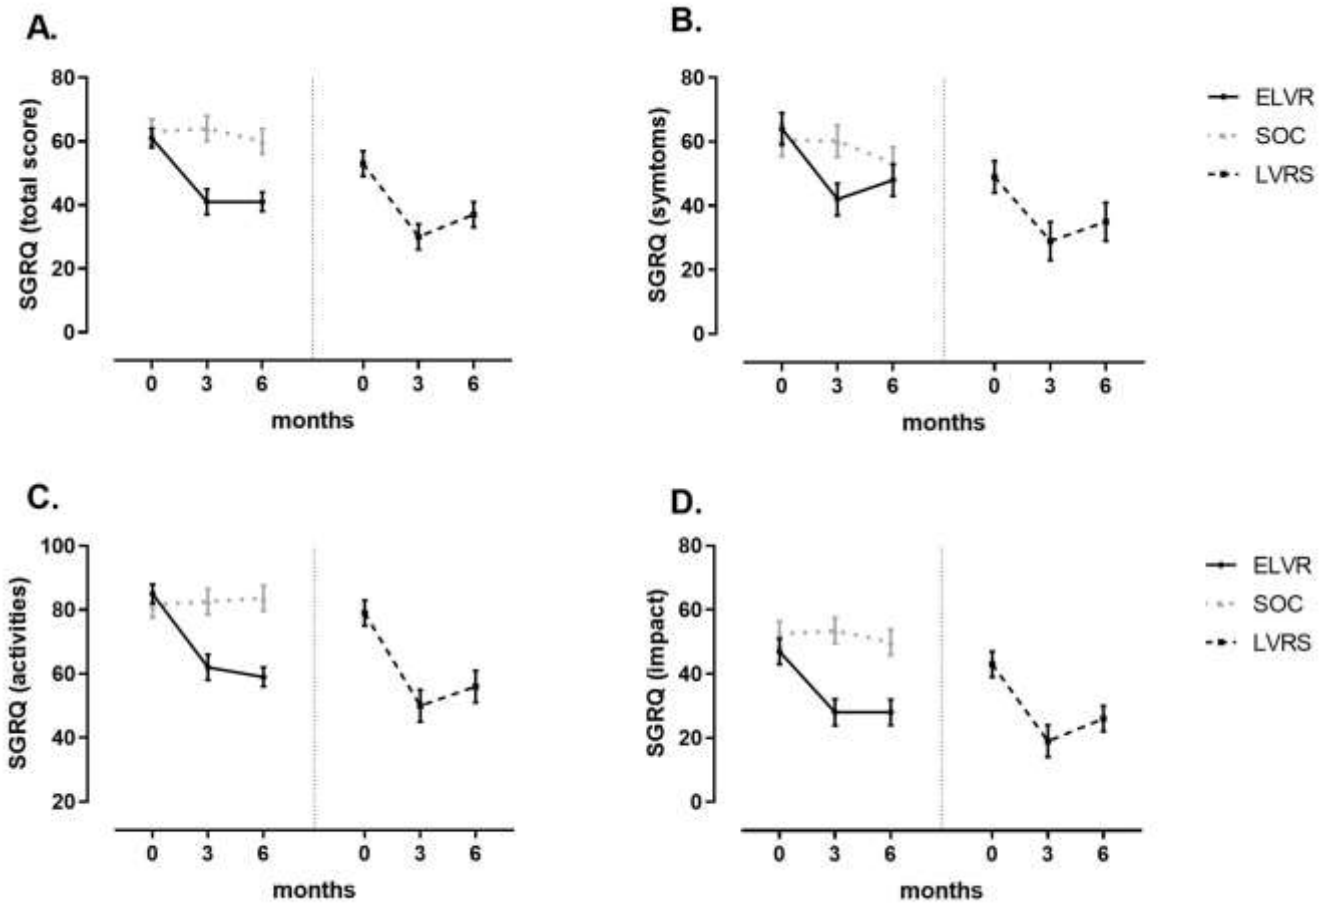 A.
SGRQ (total score)
80
60
40
20
0
0 3 6 0 3 6
months
B.
SGRQ (symtoms)
80
60
40
20
0
0 3 6 0 3 6
months
ELVR
SOC
LVRS
C.
SGRQ (activities)
100
80
60
40
20
0 3 6 0 3 6
months
D.
SGRQ (impact)
80
60
40
20
0
0 3 6 0 3 6
months
ELVR
SOC
LVRS